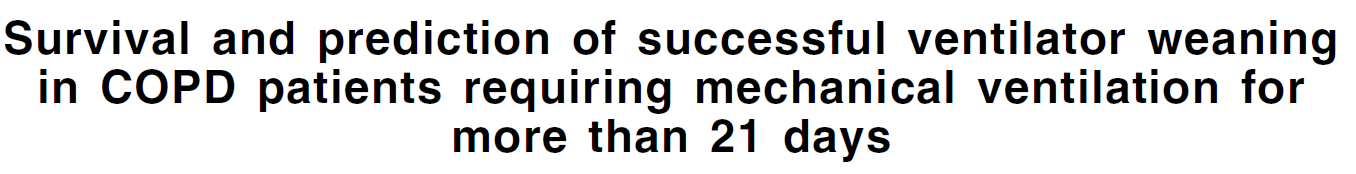 Survival and prediction of successful ventilator weaning
in COPD patients requiring mechanical ventilation for
more than 21 days